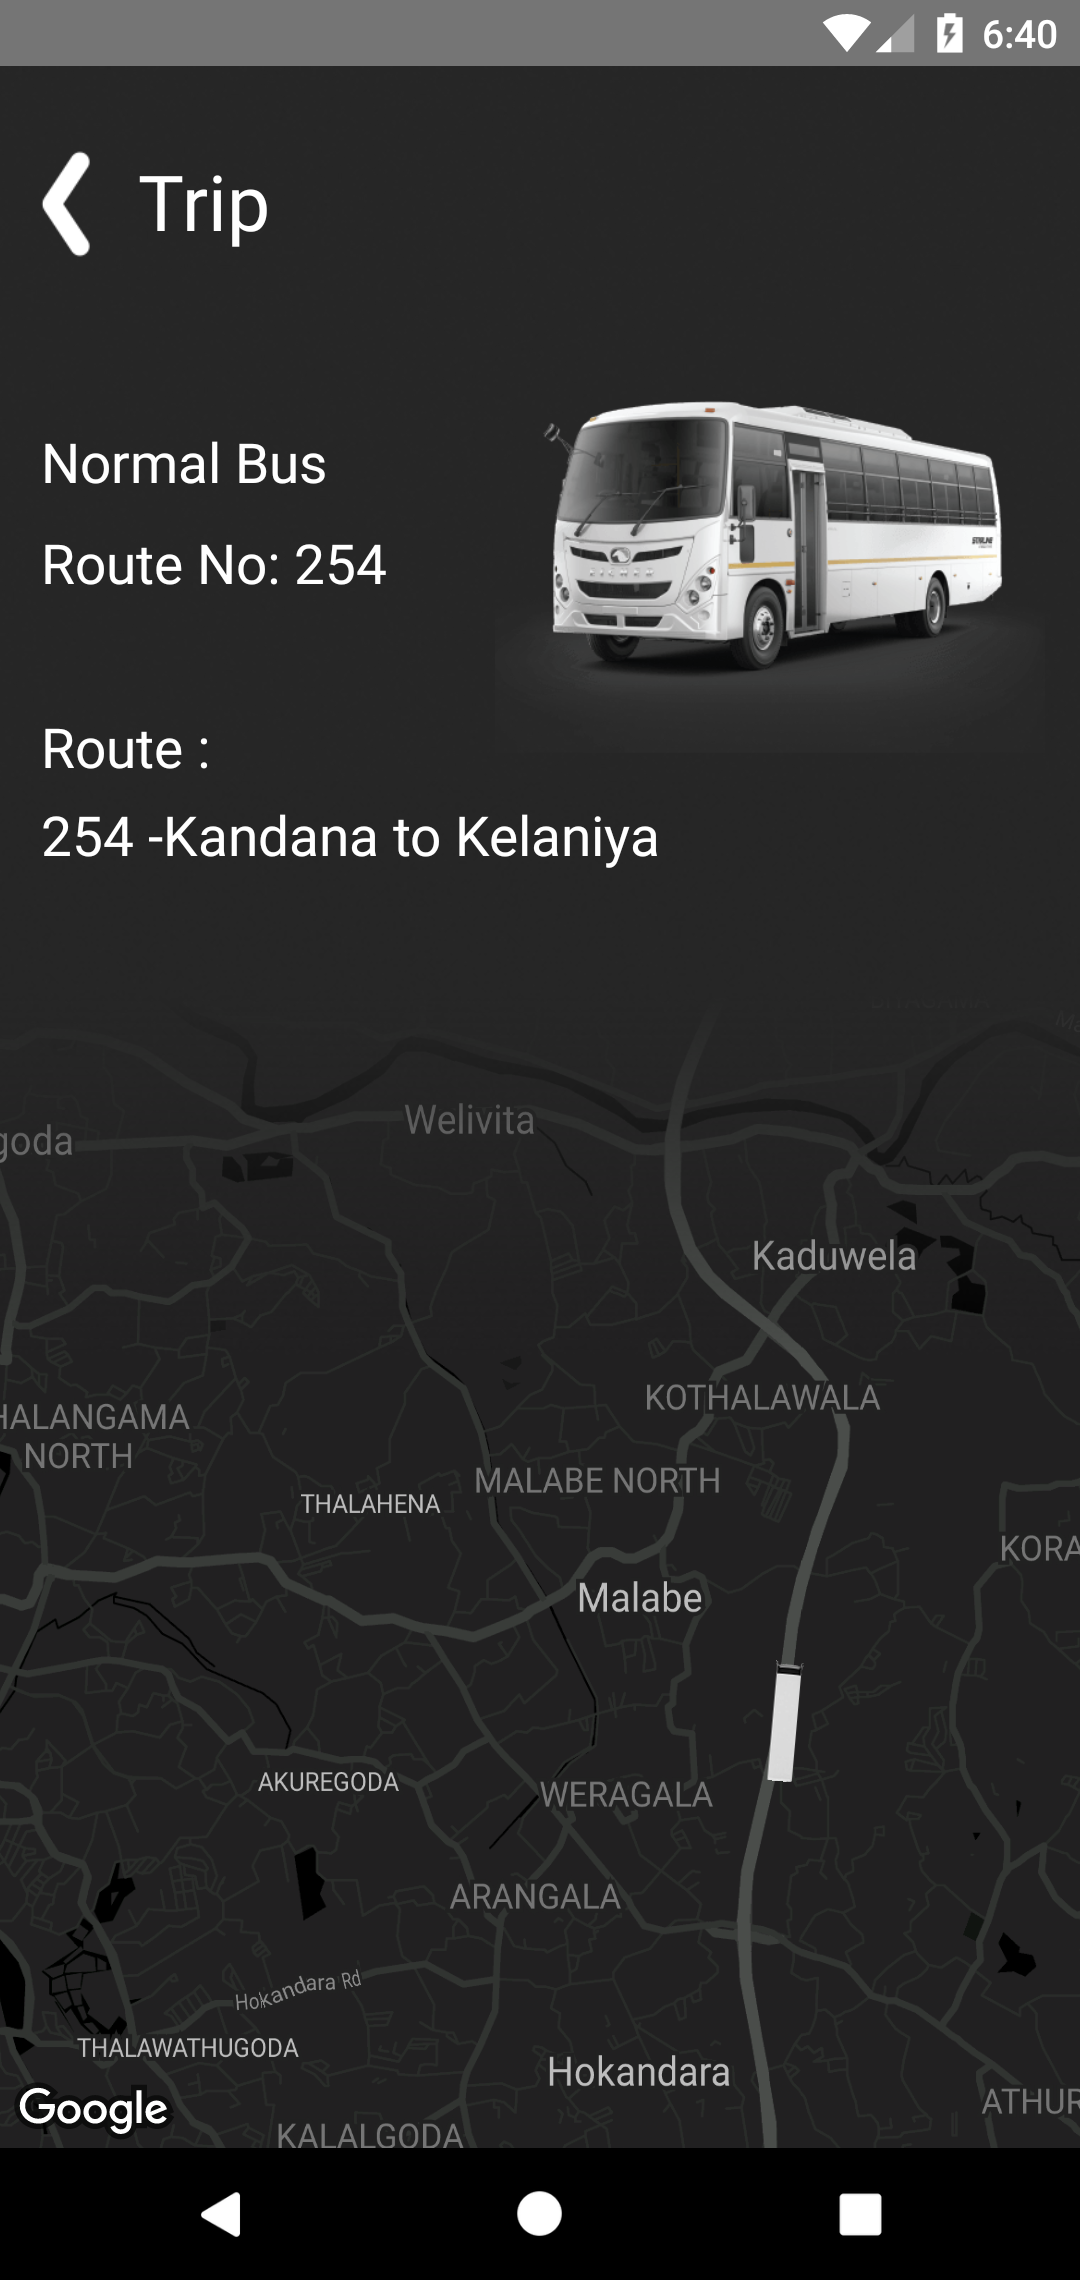 6:40
Trip
Normal Bus
Route No: 254
Route :
254 -Kandana to Kelaniya
Welivita
goda
Kaduwela
KOTHALAWALA
HALANGAMA
NORTH
MALABE NORTH
THALAHENA
KORA
Malabe
AKUREGODA
WERAGALA
ARANGALA
Hokandara Rd
THALAWATHUGODA
Hokandara
ATHUR
Google
KALALGODA